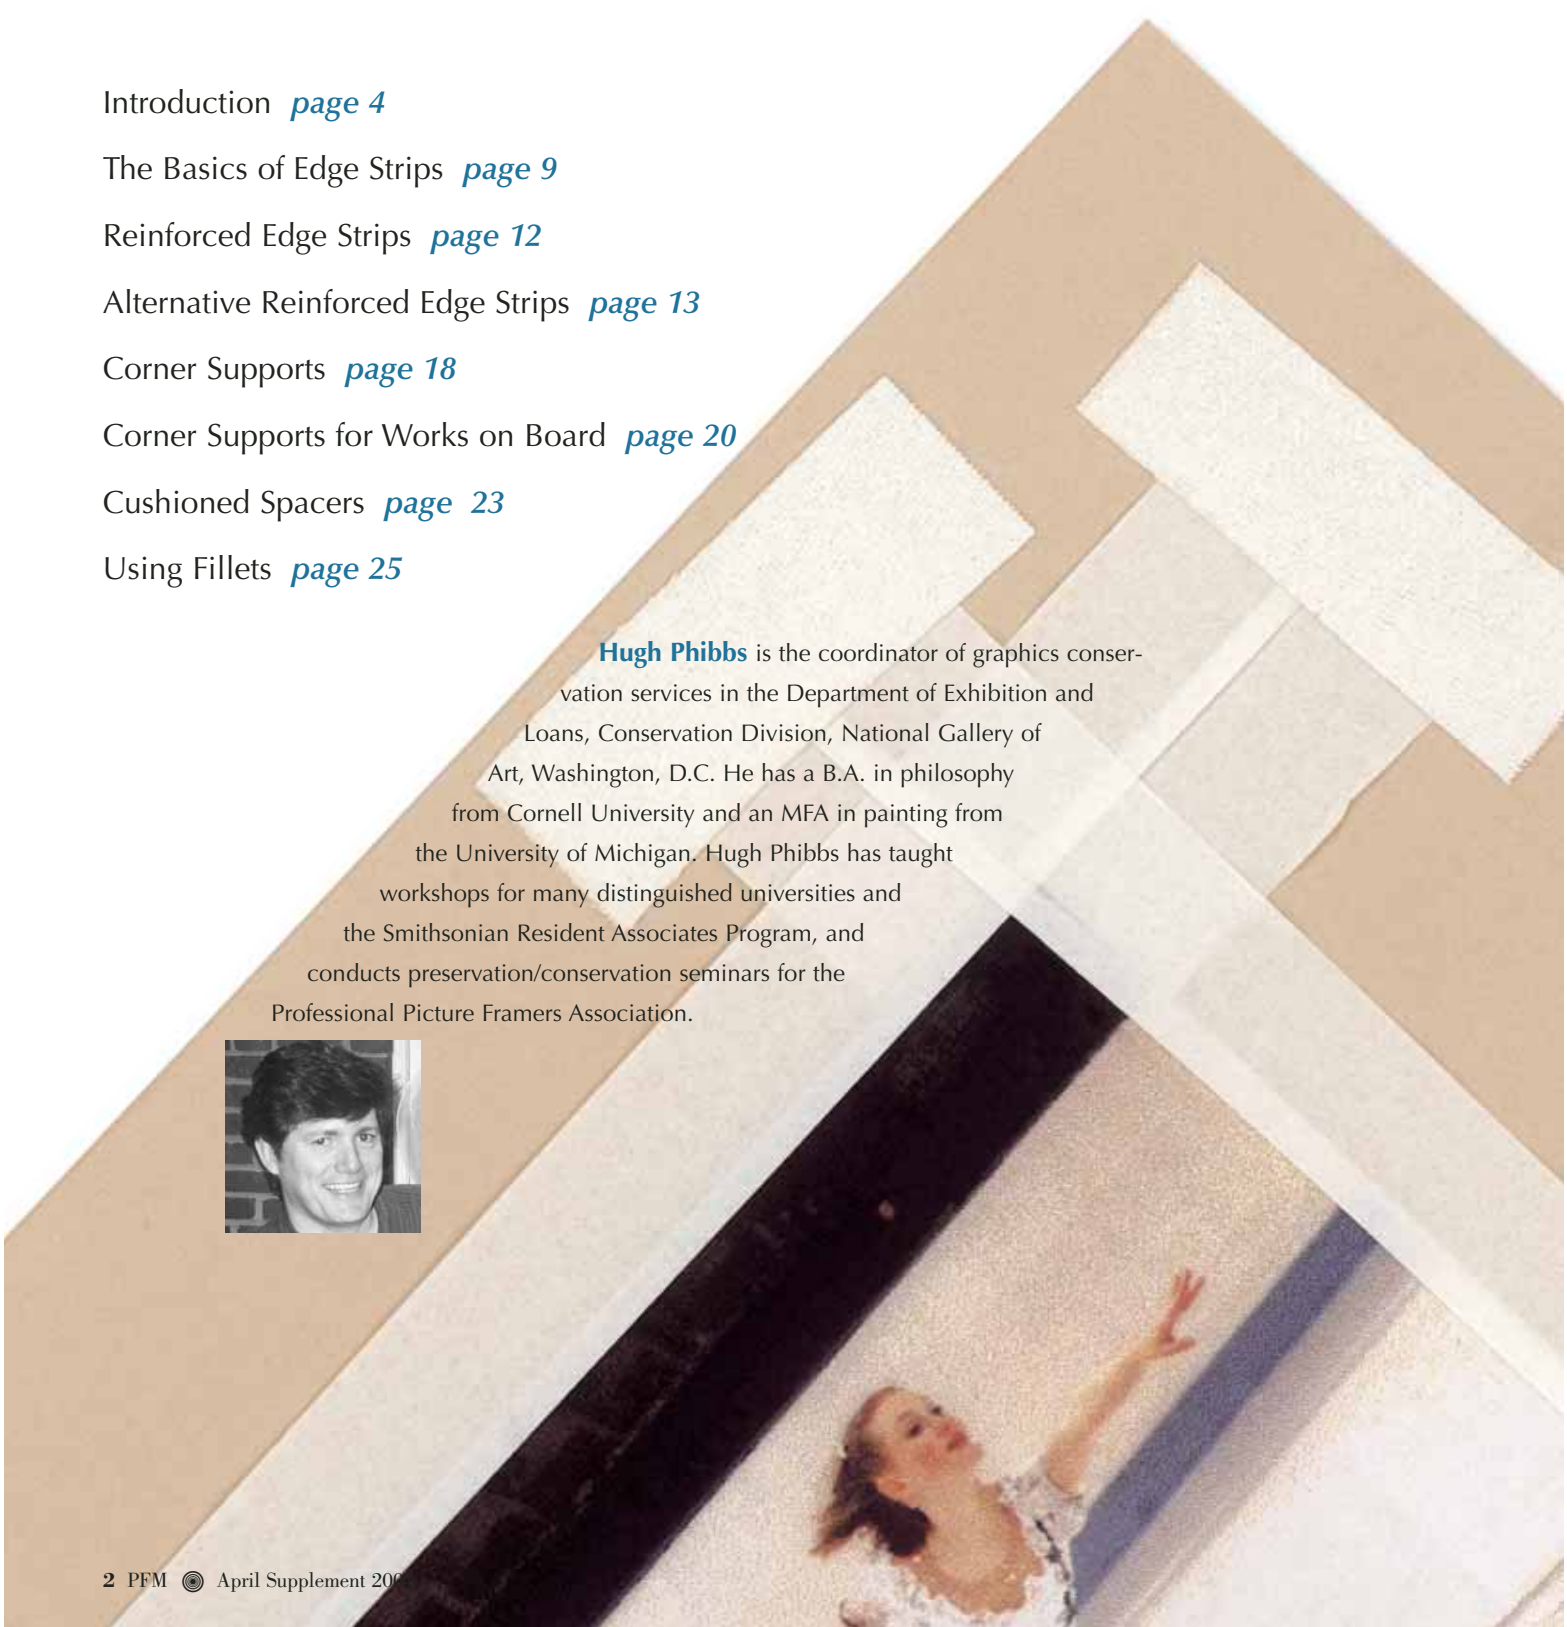 Introduction page 4
The Basics of Edge Strips page 9
Reinforced Edge Strips page 12
Alternative Reinforced Edge Strips page 13
Corner Supports page 18
Corner Supports for Works on Board page 20
Cushioned Spacers page 23
Using Fillets page 25
Hugh Phibbs is the coordinator of graphics conser-
vation services in the Department of Exhibition and
Loans, Conservation Division, National Gallery of
Art, Washington, D.C. He has a B.A. in philosophy
from Cornell University and an MFA in painting from
the University of Michigan. Hugh Phibbs has taught
workshops for many distinguished universities and
the Smithsonian Resident Associates Program, and
conducts preservation/conservation seminars for the
Professional Picture Framers Association.
2 PFM April Supplement